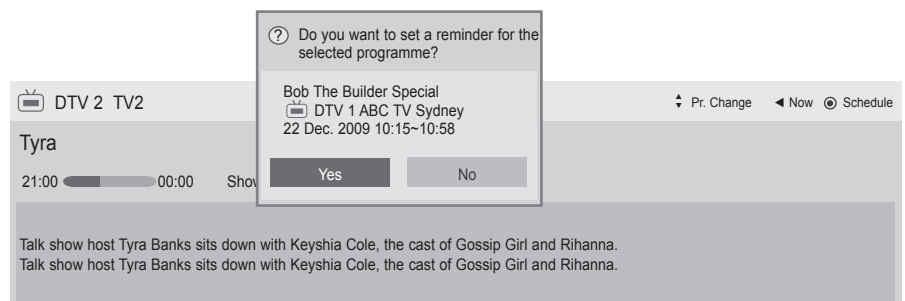 Do you want to set a reminder for the
selected programme?
Bob The Builder Special
DTV 1 ABC TV Sydney
22 Dec. 2009 10:15~10:58
Yes No
DTV 2 TV2
Pr. Change Now Schedule
Tyra
21:00 00:00
Talk show host Tyra Banks sits down with Keyshia Cole, the cast of Gossip Girl and Rihanna.
Talk show host Tyra Banks sits down with Keyshia Cole, the cast of Gossip Girl and Rihanna.